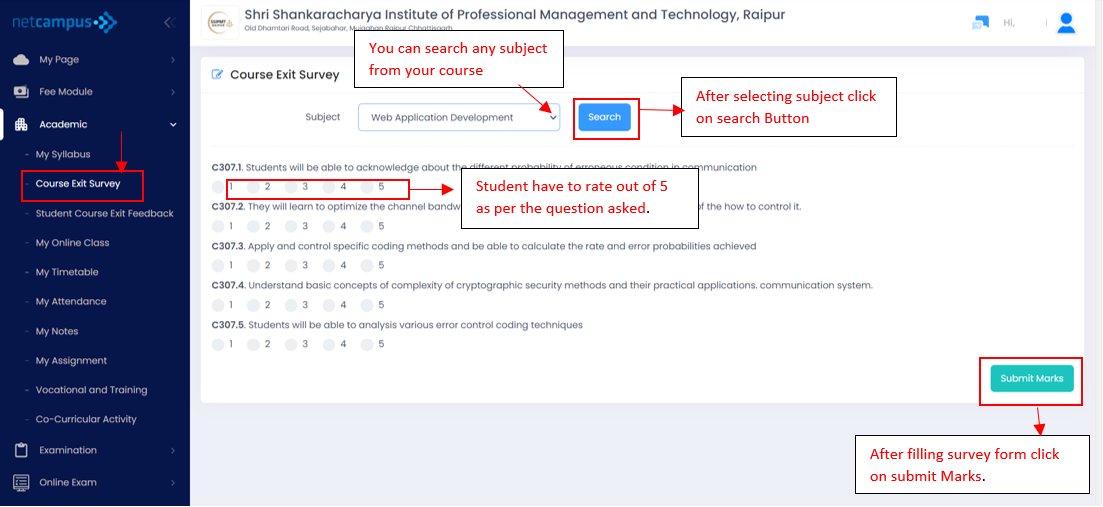 netcampus
Shri Shankaracharya Institute of Professional Management and Technology, Raipur
Old Dhamtari Road, Sejabahar, Mujgahan Raipur Chhattisgarh
Hi,
My Page
Fee Module
Academic
My Syllabus
Course Exit Survey
Student Course Exit Feedback
My Online Class
My Timetable
My Attendance
My Notes
My Assignment
Vocational and Training
Co-Curricular Activity
Examination
Online Exam
You can search any subject
from your course
Course Exit Survey
After selecting subject click
on search Button
Subject
Web Application Development
Search
C307.1. Students will be able to acknowledge about the different probability of erroneous condition in communication
1 2 3 4 5
Student have to rate out of 5
as per the question asked.
C307.2. They will learn to optimize the channel bandw of the how to control it.
1 2 3 4 5
C307.3. Apply and control specific coding methods and be able to calculate the rate and error probabilities achieved
1 2 3 4 5
C307.4. Understand basic concepts of complexity of cryptographic security methods and their practical applications. communication system.
1 2 3 4 5
C307.5. Students will be able to analysis various error control coding techniques
1 2 3 4 5
Submit Marks
After filling survey form click
on submit Marks.